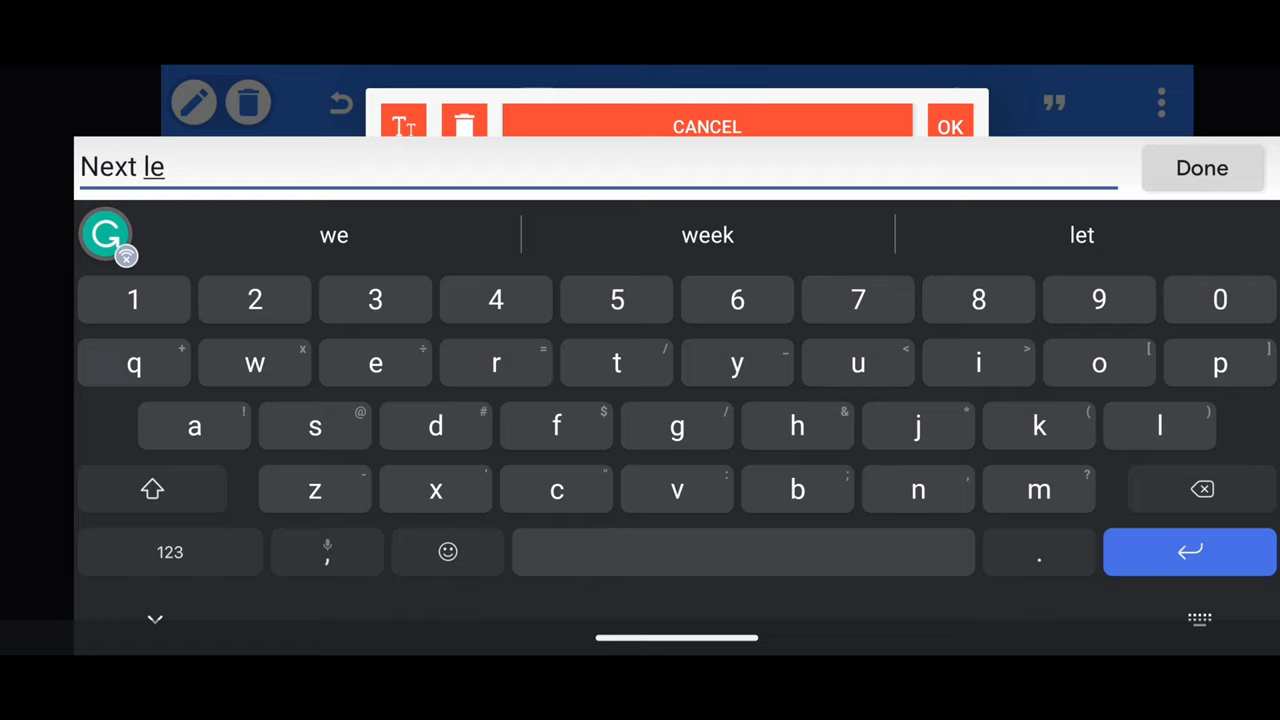 Tт CANCEL OK
Next le Done
we week let
1 2 3 4 5 6 7 8 9 0
q + w x e ÷ r = t / y _ u < i > o [ p ]
a ! s @ d # f $ g / h & j * k ( l )
z - x ' c " v : b ; n , m ?
123 , .